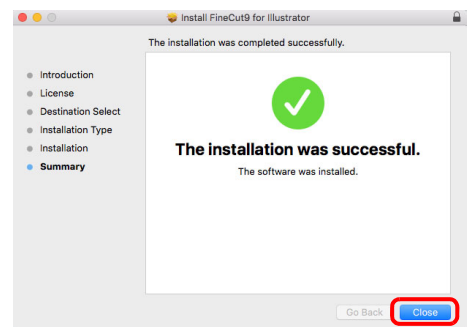 Install FineCut9 for Illustrator
The installation was completed successfully.
Introduction
License
Destination Select
Installation Type
Installation
Summary
The installation was successful.
The software was installed.
Go Back
Close